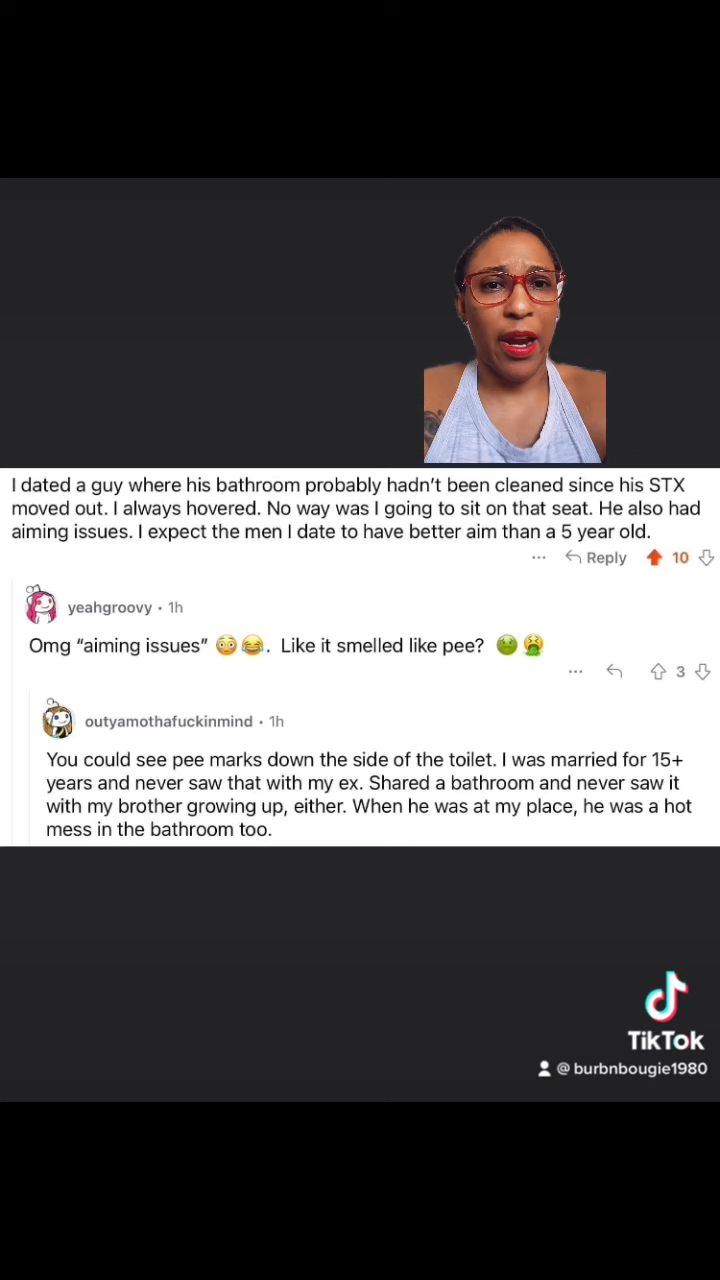 I dated a guy where his bathroom probably hadn't been cleaned since his STX
moved out. I always hovered. No way was I going to sit on that seat. He also had
aiming issues. I expect the men I date to have better aim than a 5 year old.
... Reply 10
yeahgroovy • 1h
Omg “aiming issues” 😳😂. Like it smelled like pee? 🤢🤮
... 3
outyamothafuckinmind • 1h
You could see pee marks down the side of the toilet. I was married for 15+
years and never saw that with my ex. Shared a bathroom and never saw it
with my brother growing up, either. When he was at my place, he was a hot
mess in the bathroom too.
TikTok
@ burbnbougie1980